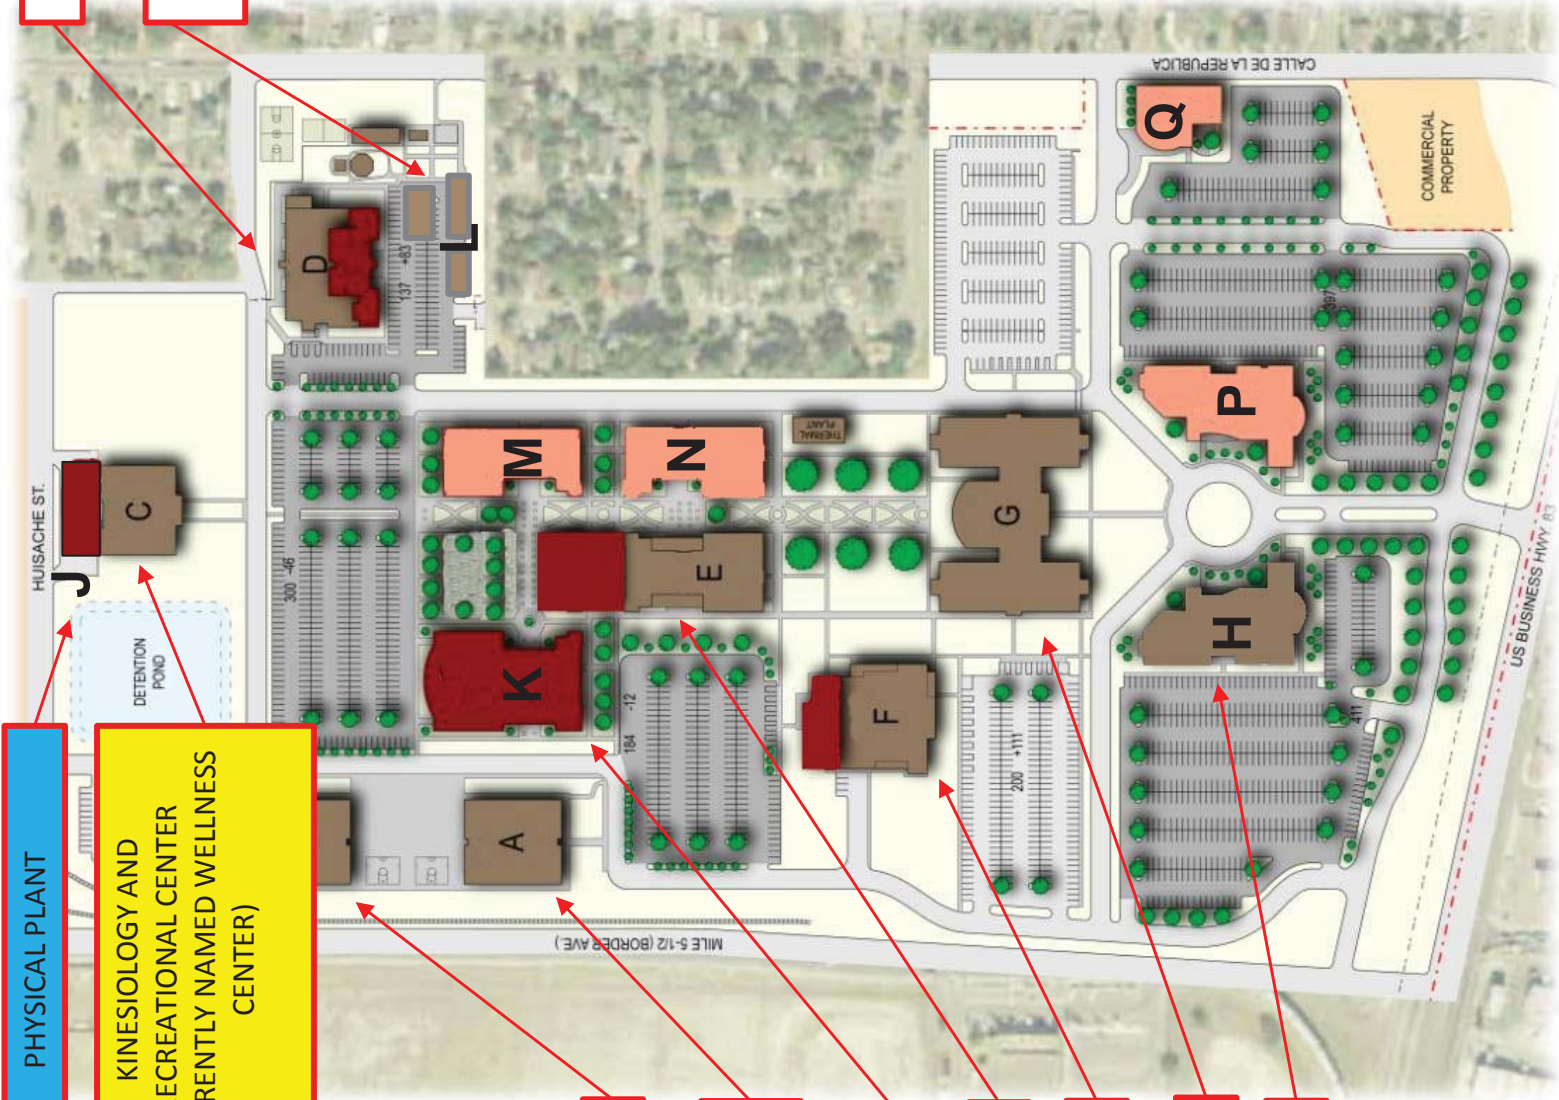 PHYSICAL PLANT
KINESIOLOGY AND
ECREATIONAL CENTER
RENTLY NAMED WELLNESS
CENTER)
HUISACHE ST.
J
C
DETENTION
POND
D
137 +83
L
300 -46
M
N
THERMAL
PLANT
K
E
G
184 -12
F
A
200 +111
MILE 5-1/2 (BORDER AVE.)
CALLE DE LA REPUBLICA
Q
COMMERCIAL
PROPERTY
P
H
411
US BUSINESS HWY 83